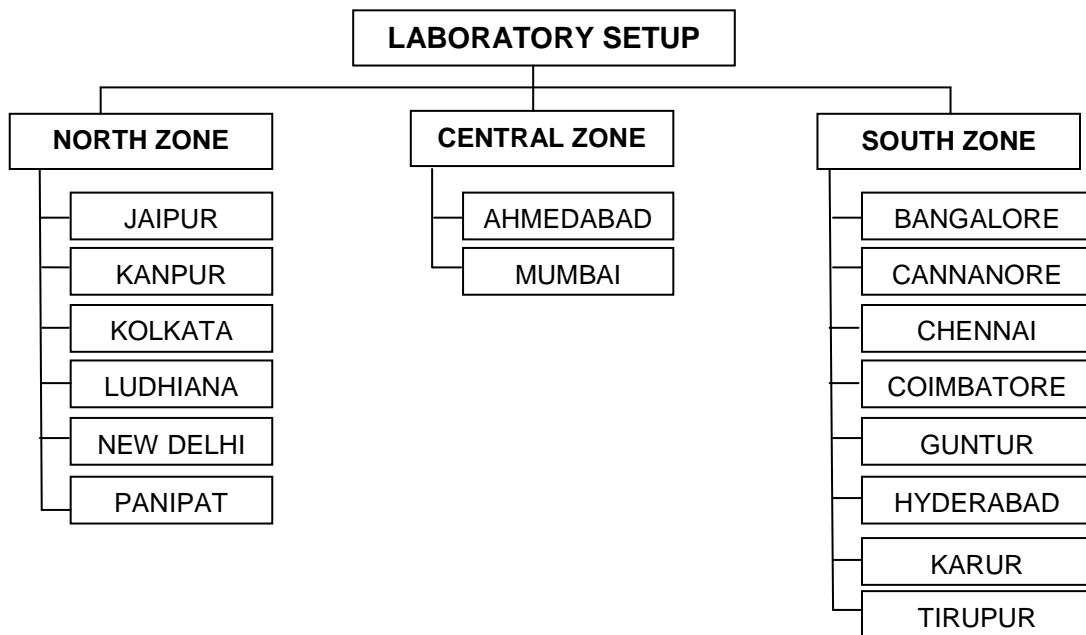 LABORATORY SETUP
NORTH ZONE
JAIPUR
KANPUR
KOLKATA
LUDHIANA
NEW DELHI
PANIPAT
CENTRAL ZONE
AHMEDABAD
MUMBAI
SOUTH ZONE
BANGALORE
CANNANORE
CHENNAI
COIMBATORE
GUNTUR
HYDERABAD
KARUR
TIRUPUR